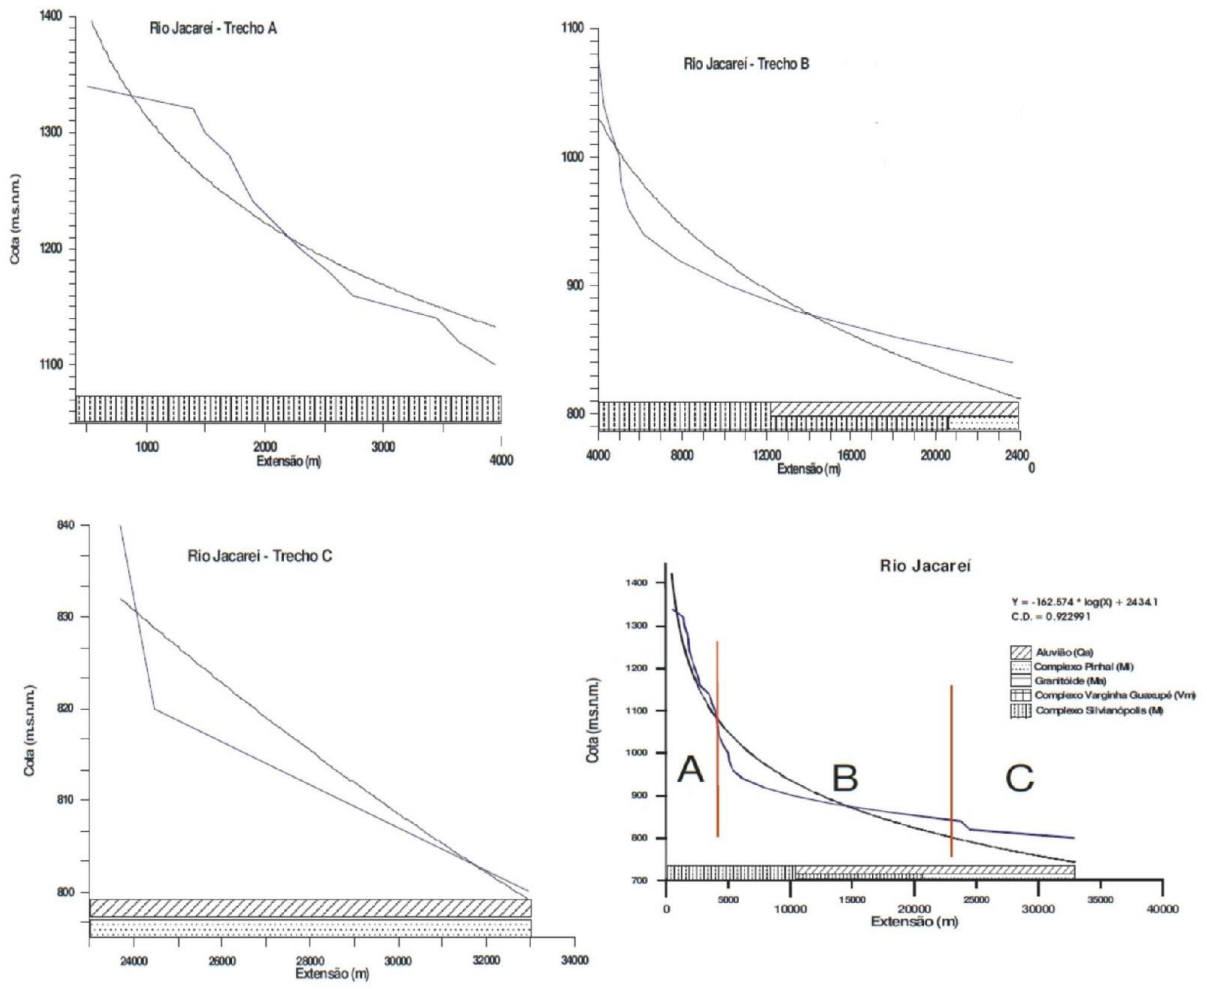 Rio Jacareí - Trecho A
1400
1300
1200
1100
Cota (m.s.n.m.)
1000
2000
3000
4000
Extensão (m)
Rio Jacareí - Trecho B
1100
1000
900
800
4000
8000
12000
16000
20000
2400
0
Extensão (m)
Rio Jacarei - Trecho C
840
830
820
810
800
Cota (m.s.n.m.)
24000
26000
28000
30000
32000
34000
Extensão (m)
Rio Jacareí
Y = -162.574 * log(X) + 2434.1
C.D. = 0.922991
Aluvião (Qa)
Complexo Pinhal (Mi)
Granitóide (Ma)
Complexo Varginha Guaxupé (Vm)
Complexo Silvianópolis (M)
1400
1300
1200
1100
1000
900
800
700
Cota (m.s.n.m.)
A
B
C
0
5000
10000
15000
20000
25000
30000
35000
40000
Extensão (m)